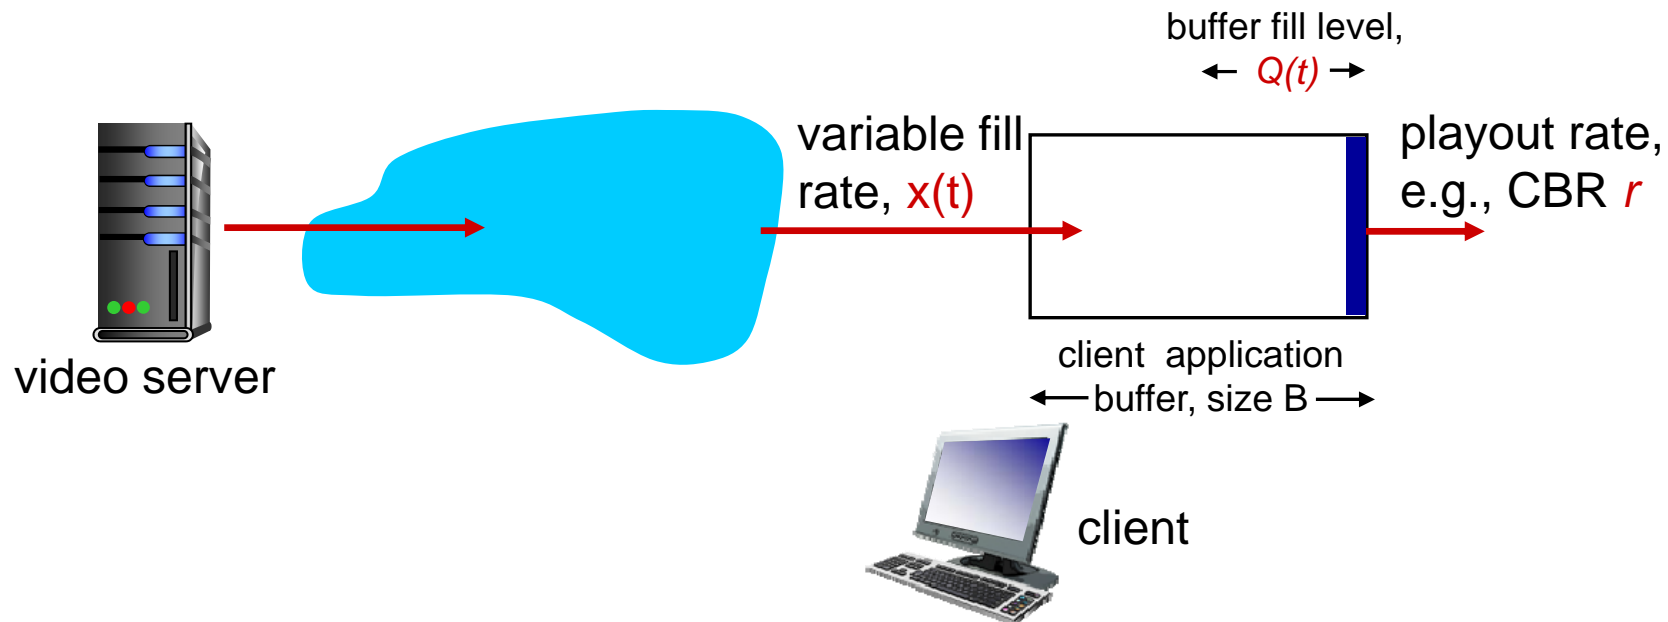 buffer fill level,
Q(t)
variable fill
rate, x(t)
playout rate,
e.g., CBR r
video server
client application
buffer, size B
client